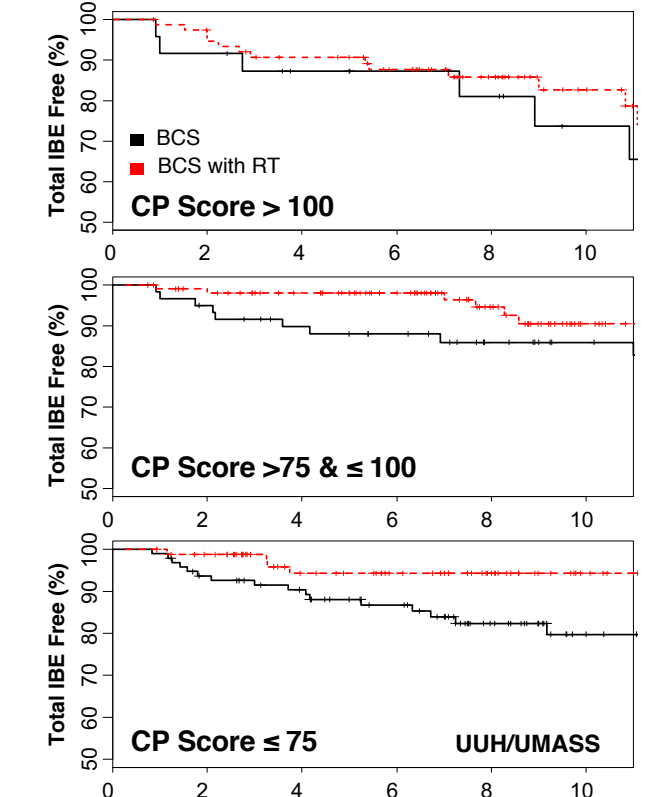 Total IBE Free (%)
100
90
80
70
60
50
BCS
BCS with RT
CP Score > 100
0 2 4 6 8 10
Total IBE Free (%)
100
90
80
70
60
50
CP Score >75 & ≤ 100
0 2 4 6 8 10
Total IBE Free (%)
100
90
80
70
60
50
CP Score ≤ 75
UUH/UMASS
0 2 4 6 8 10